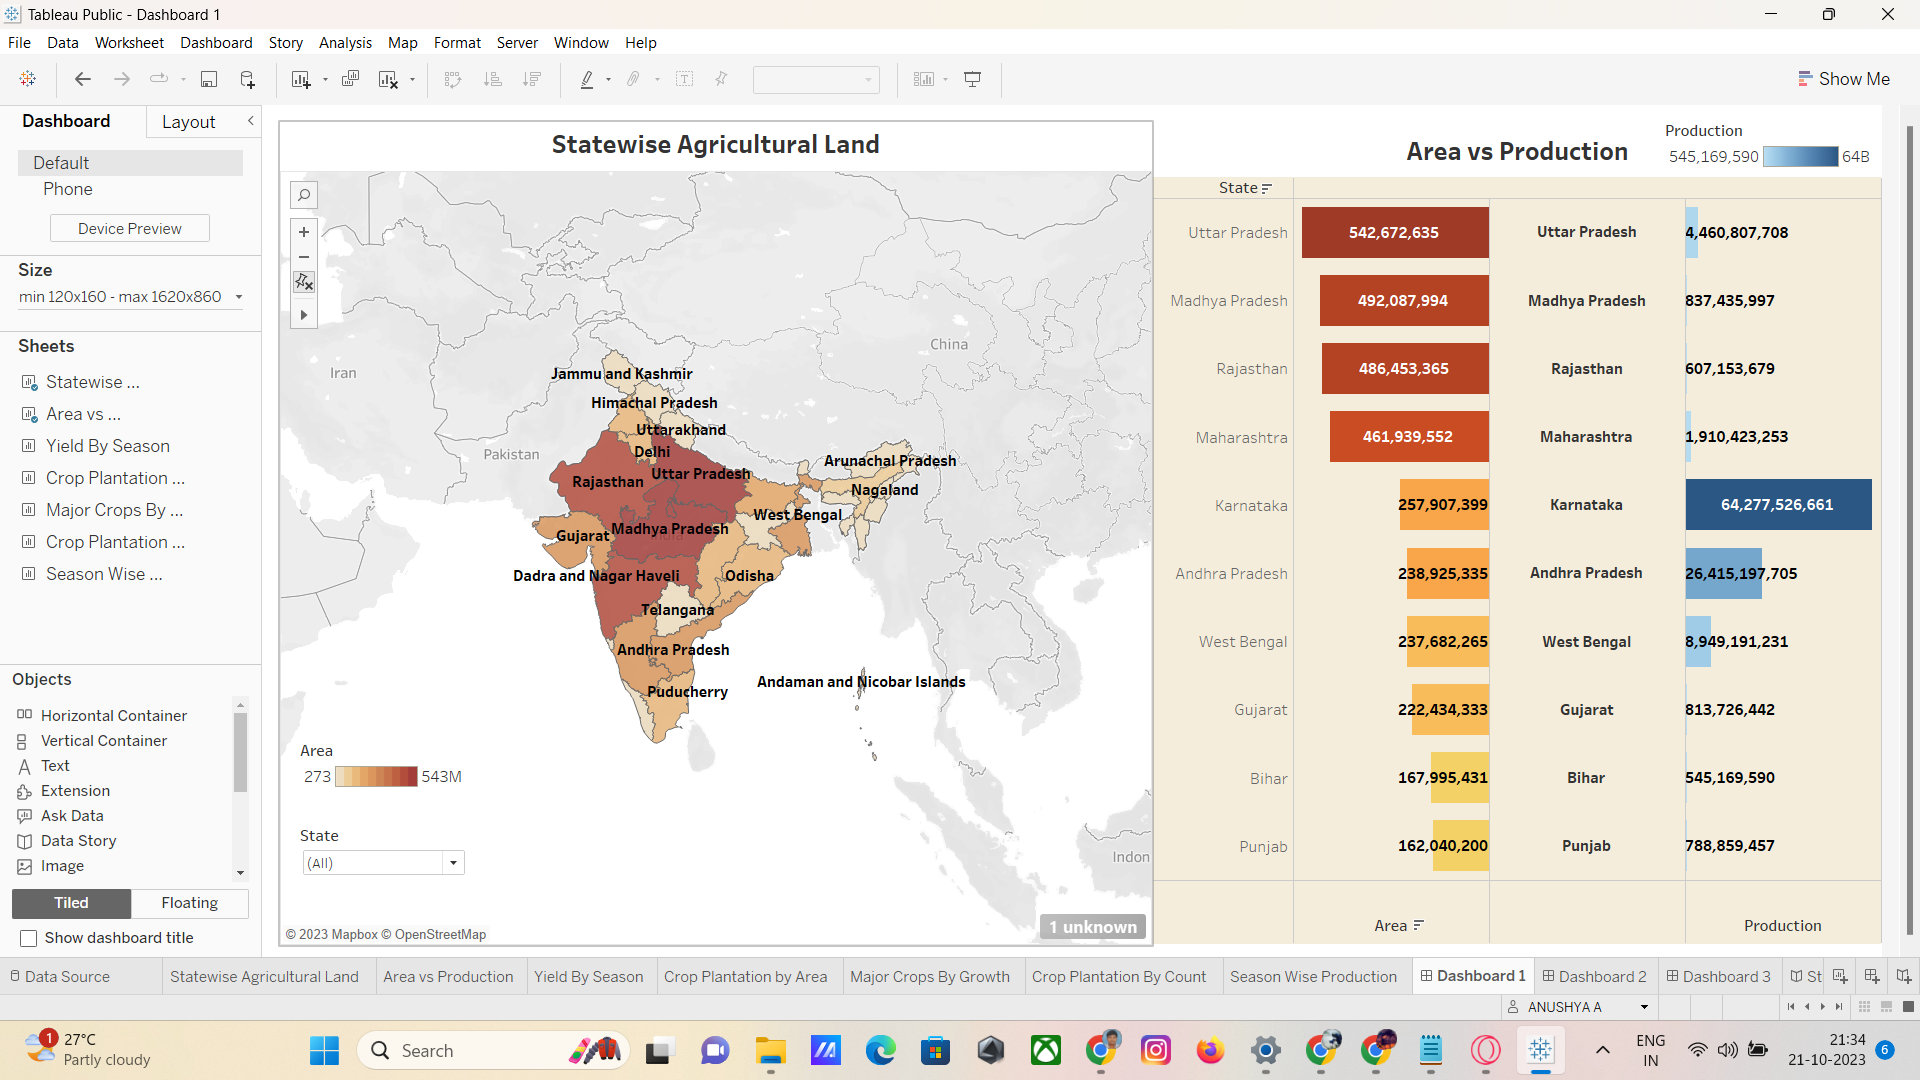 Tableau Public - Dashboard 1
File Data Worksheet Dashboard Story Analysis Map Format Server Window Help
Show Me
Dashboard Layout
Default
Phone
Device Preview
Size
min 120x160 - max 1620x860
Sheets
Statewise ...
Area vs ...
Yield By Season
Crop Plantation ...
Major Crops By ...
Crop Plantation ...
Season Wise ...
Objects
Horizontal Container
Vertical Container
Text
Extension
Ask Data
Data Story
Image
Tiled Floating
Show dashboard title
Statewise Agricultural Land
Iran
China
Pakistan
India
Indon
Jammu and Kashmir
Himachal Pradesh
Uttarakhand
Delhi
Arunachal Pradesh
Uttar Pradesh
Rajasthan
Nagaland
West Bengal
Madhya Pradesh
Gujarat
Dadra and Nagar Haveli
Odisha
Telangana
Andhra Pradesh
Andaman and Nicobar Islands
Puducherry
Area
273 543M
State
(All)
© 2023 Mapbox © OpenStreetMap
1 unknown
Area vs Production
Production
545,169,590 64B
State
Uttar Pradesh 542,672,635 Uttar Pradesh 4,460,807,708
Madhya Pradesh 492,087,994 Madhya Pradesh 837,435,997
Rajasthan 486,453,365 Rajasthan 607,153,679
Maharashtra 461,939,552 Maharashtra 1,910,423,253
Karnataka 257,907,399 Karnataka 64,277,526,661
Andhra Pradesh 238,925,335 Andhra Pradesh 26,415,197,705
West Bengal 237,682,265 West Bengal 8,949,191,231
Gujarat 222,434,333 Gujarat 813,726,442
Bihar 167,995,431 Bihar 545,169,590
Punjab 162,040,200 Punjab 788,859,457
Area Production
Data Source Statewise Agricultural Land Area vs Production Yield By Season Crop Plantation by Area Major Crops By Growth Crop Plantation By Count Season Wise Production Dashboard 1 Dashboard 2 Dashboard 3 St
ANUSHYA A
1
27°C
Partly cloudy
Search
ENG
IN
21:34
21-10-2023
6